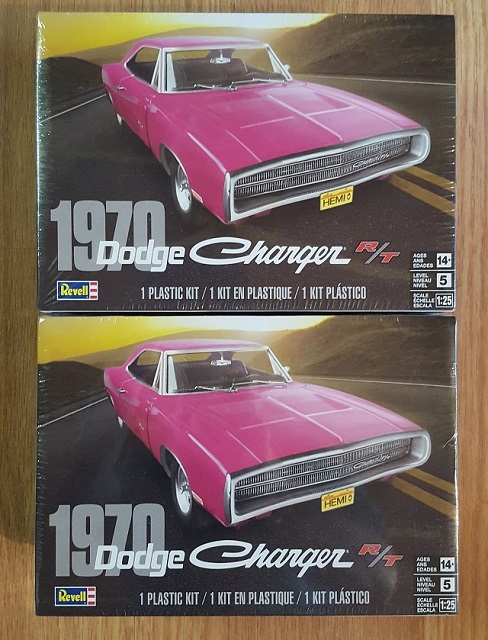 Charger
HEMI
1970
Dodge Charger R/T
1 PLASTIC KIT / 1 KIT EN PLASTIQUE / 1 KIT PLÁSTICO
Revell
AGES
ANS
EDADES
14+
LEVEL
NIVEAU
NIVEL
5
SCALE
ÉCHELLE
ESCALA
1:25
Charger
HEMI
1970
Dodge Charger R/T
1 PLASTIC KIT / 1 KIT EN PLASTIQUE / 1 KIT PLÁSTICO
Revell
AGES
ANS
EDADES
14+
LEVEL
NIVEAU
NIVEL
5
SCALE
ÉCHELLE
ESCALA
1:25